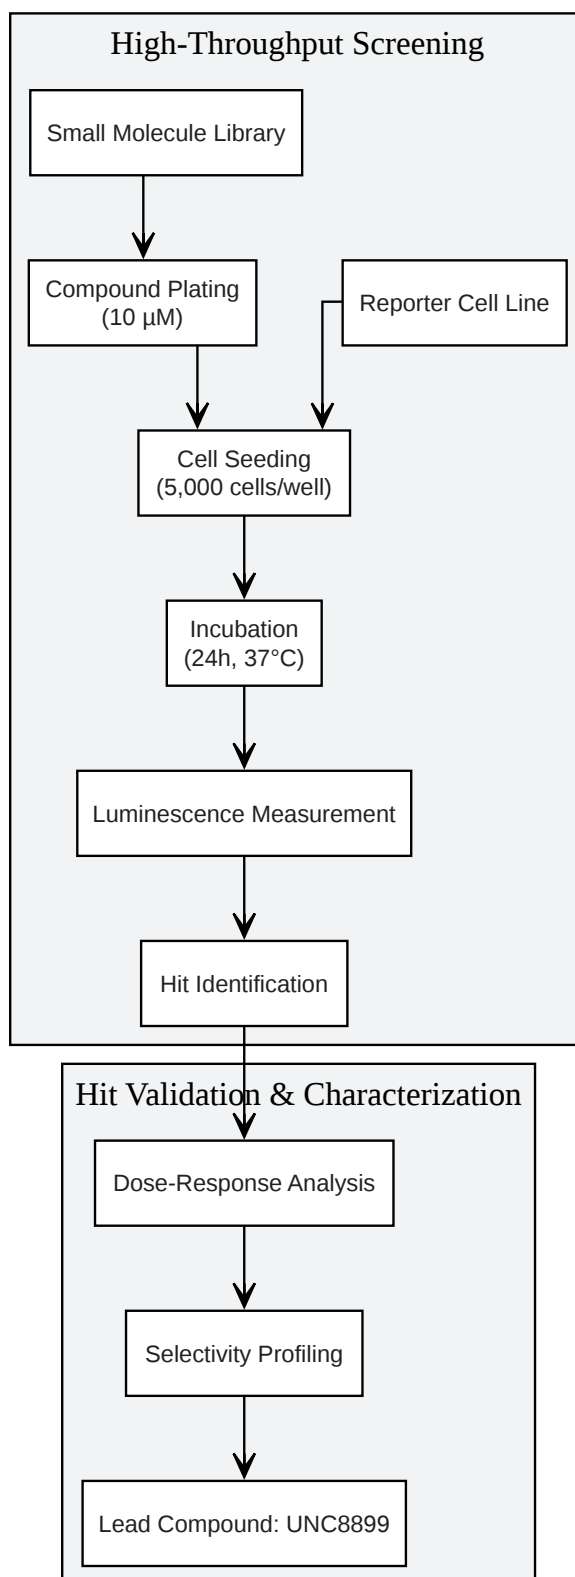 High-Throughput Screening
Small Molecule Library
Compound Plating
(10 µM)
Reporter Cell Line
Cell Seeding
(5,000 cells/well)
Incubation
(24h, 37°C)
Luminescence Measurement
Hit Identification
Hit Validation & Characterization
Dose-Response Analysis
Selectivity Profiling
Lead Compound: UNC8899